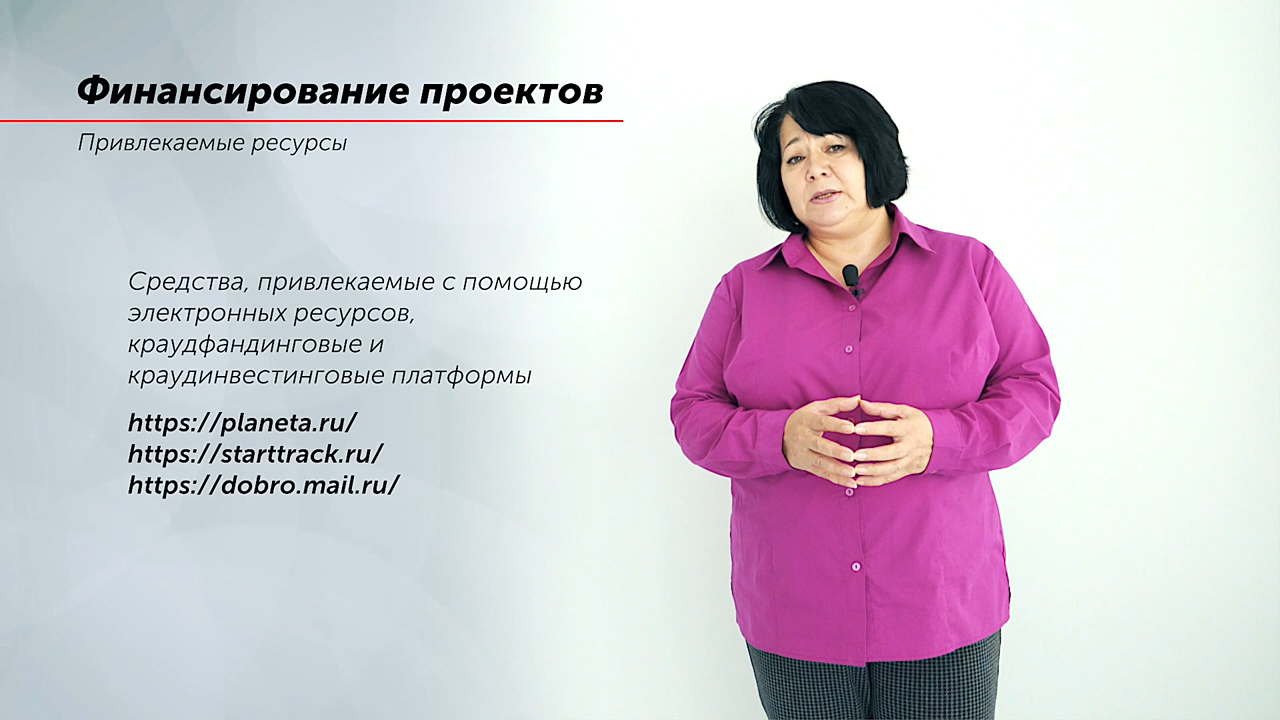 Финансирование проектов
Привлекаемые ресурсы
Средства, привлекаемые с помощью
электронных ресурсов,
краудфандинговые и
краудинвестинговые платформы
https://planeta.ru/
https://starttrack.ru/
https://dobro.mail.ru/